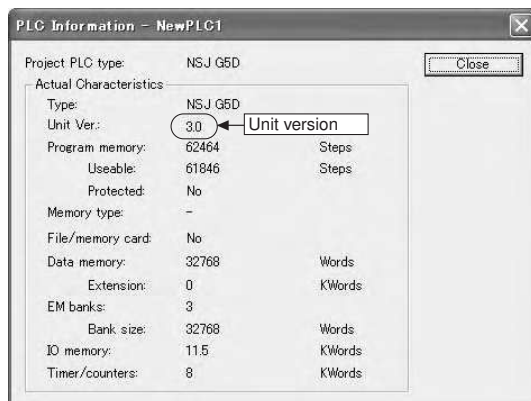 PLC Information - NewPLC1
Project PLC type: NSJ G5D
Close
Actual Characteristics
Type: NSJ G5D
Unit Ver.: 3.0 Unit version
Program memory: 62464 Steps
Useable: 61846 Steps
Protected: No
Memory type: -
File/memory card: No
Data memory: 32768 Words
Extension: 0 KWords
EM banks: 3
Bank size: 32768 Words
IO memory: 11.5 KWords
Timer/counters: 8 KWords